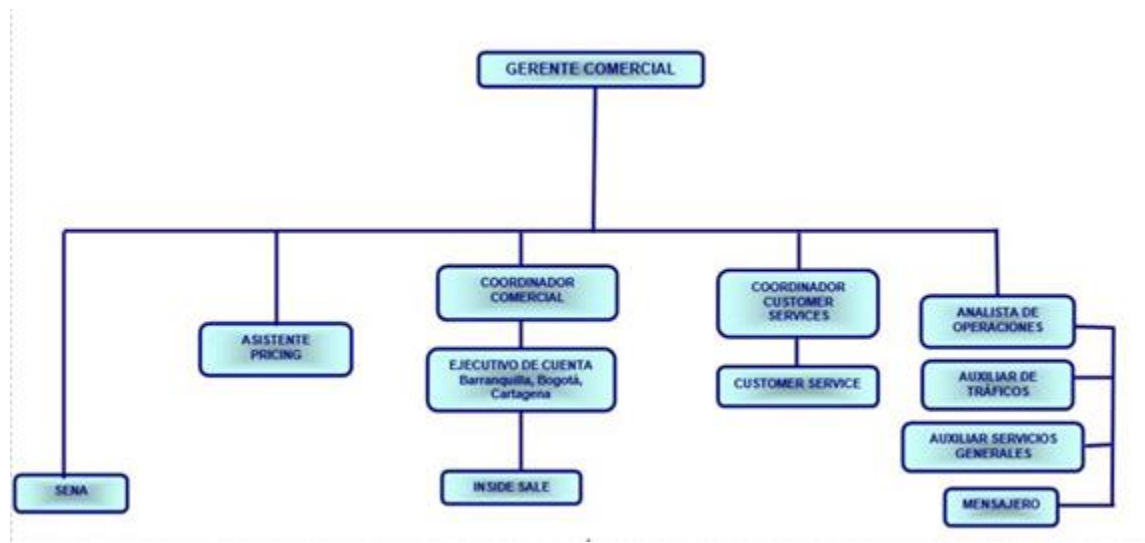 GERENTE COMERCIAL
COORDINADOR
COMERCIAL
COORDINADOR
CUSTOMER
SERVICES
ANALISTA DE
OPERACIONES
ASISTENTE
PRICING
EJECUTIVO DE CUENTA
Barranquilla, Bogotá,
Cartagena
CUSTOMER SERVICE
AUXILIAR DE
TRÁFICOS
AUXILIAR SERVICIOS
GENERALES
SENA
INSIDE SALE
MENSAJERO